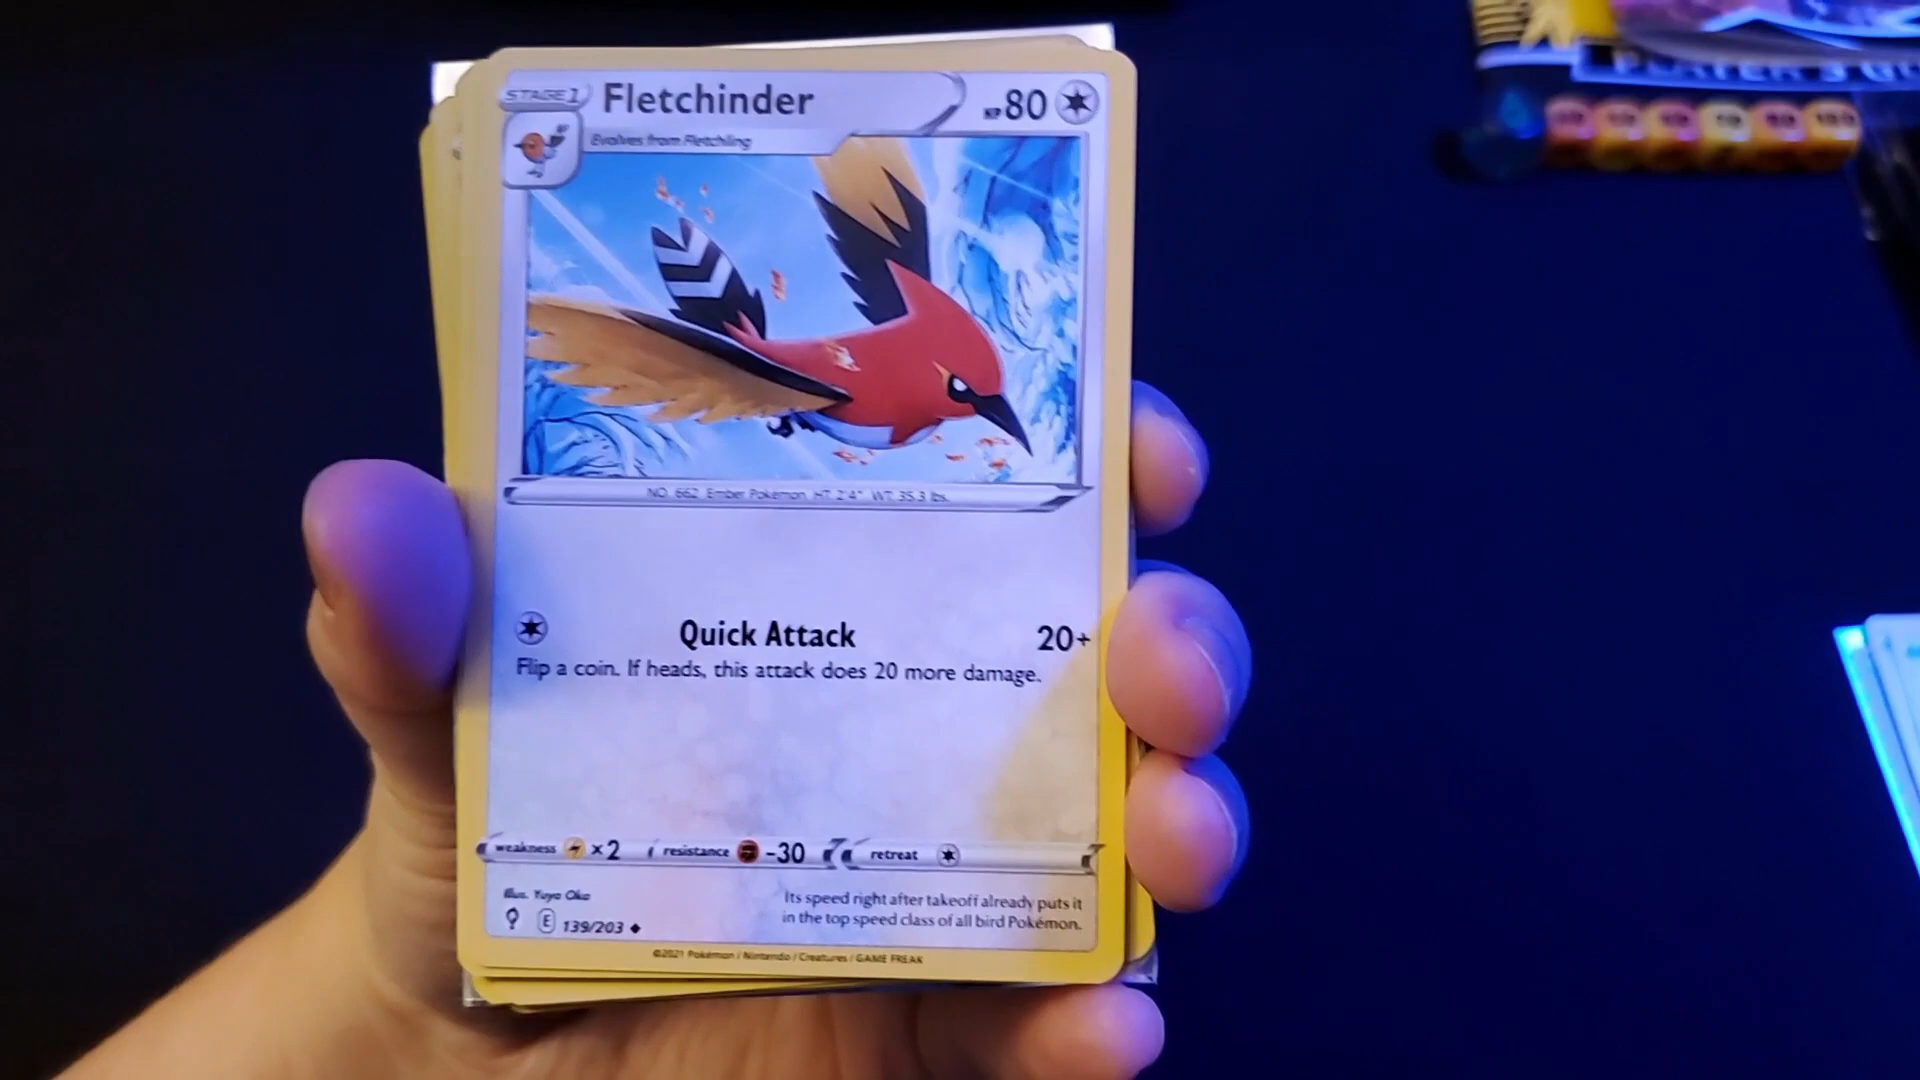 STAGE 1 Fletchinder HP 80
Evolves from Fletchling
NO. 662 Ember Pokémon HT. 2'4" WT. 35.3 lbs.
Quick Attack 20+
Flip a coin. If heads, this attack does 20 more damage.
weakness ×2 resistance -30 retreat
Illus. Yuya Oka
Its speed right after takeoff already puts it
in the top speed class of all bird Pokémon.
E 139/203
©2021 Pokémon / Nintendo / Creatures / GAME FREAK